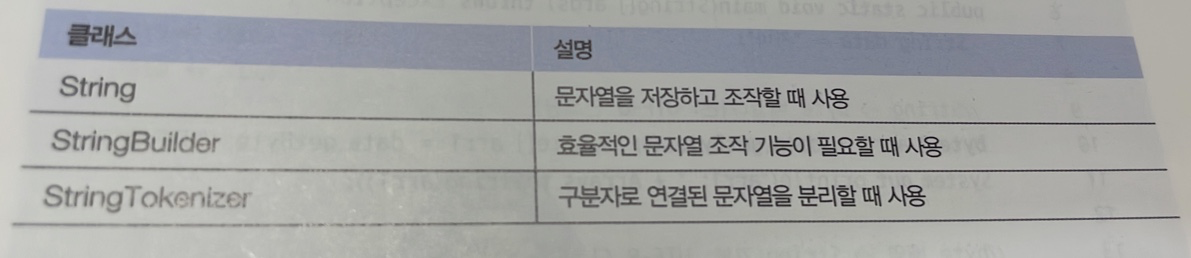 클래스 설명
String 문자열을 저장하고 조작할 때 사용
StringBuilder 효율적인 문자열 조작 기능이 필요할 때 사용
StringTokenizer 구분자로 연결된 문자열을 분리할 때 사용